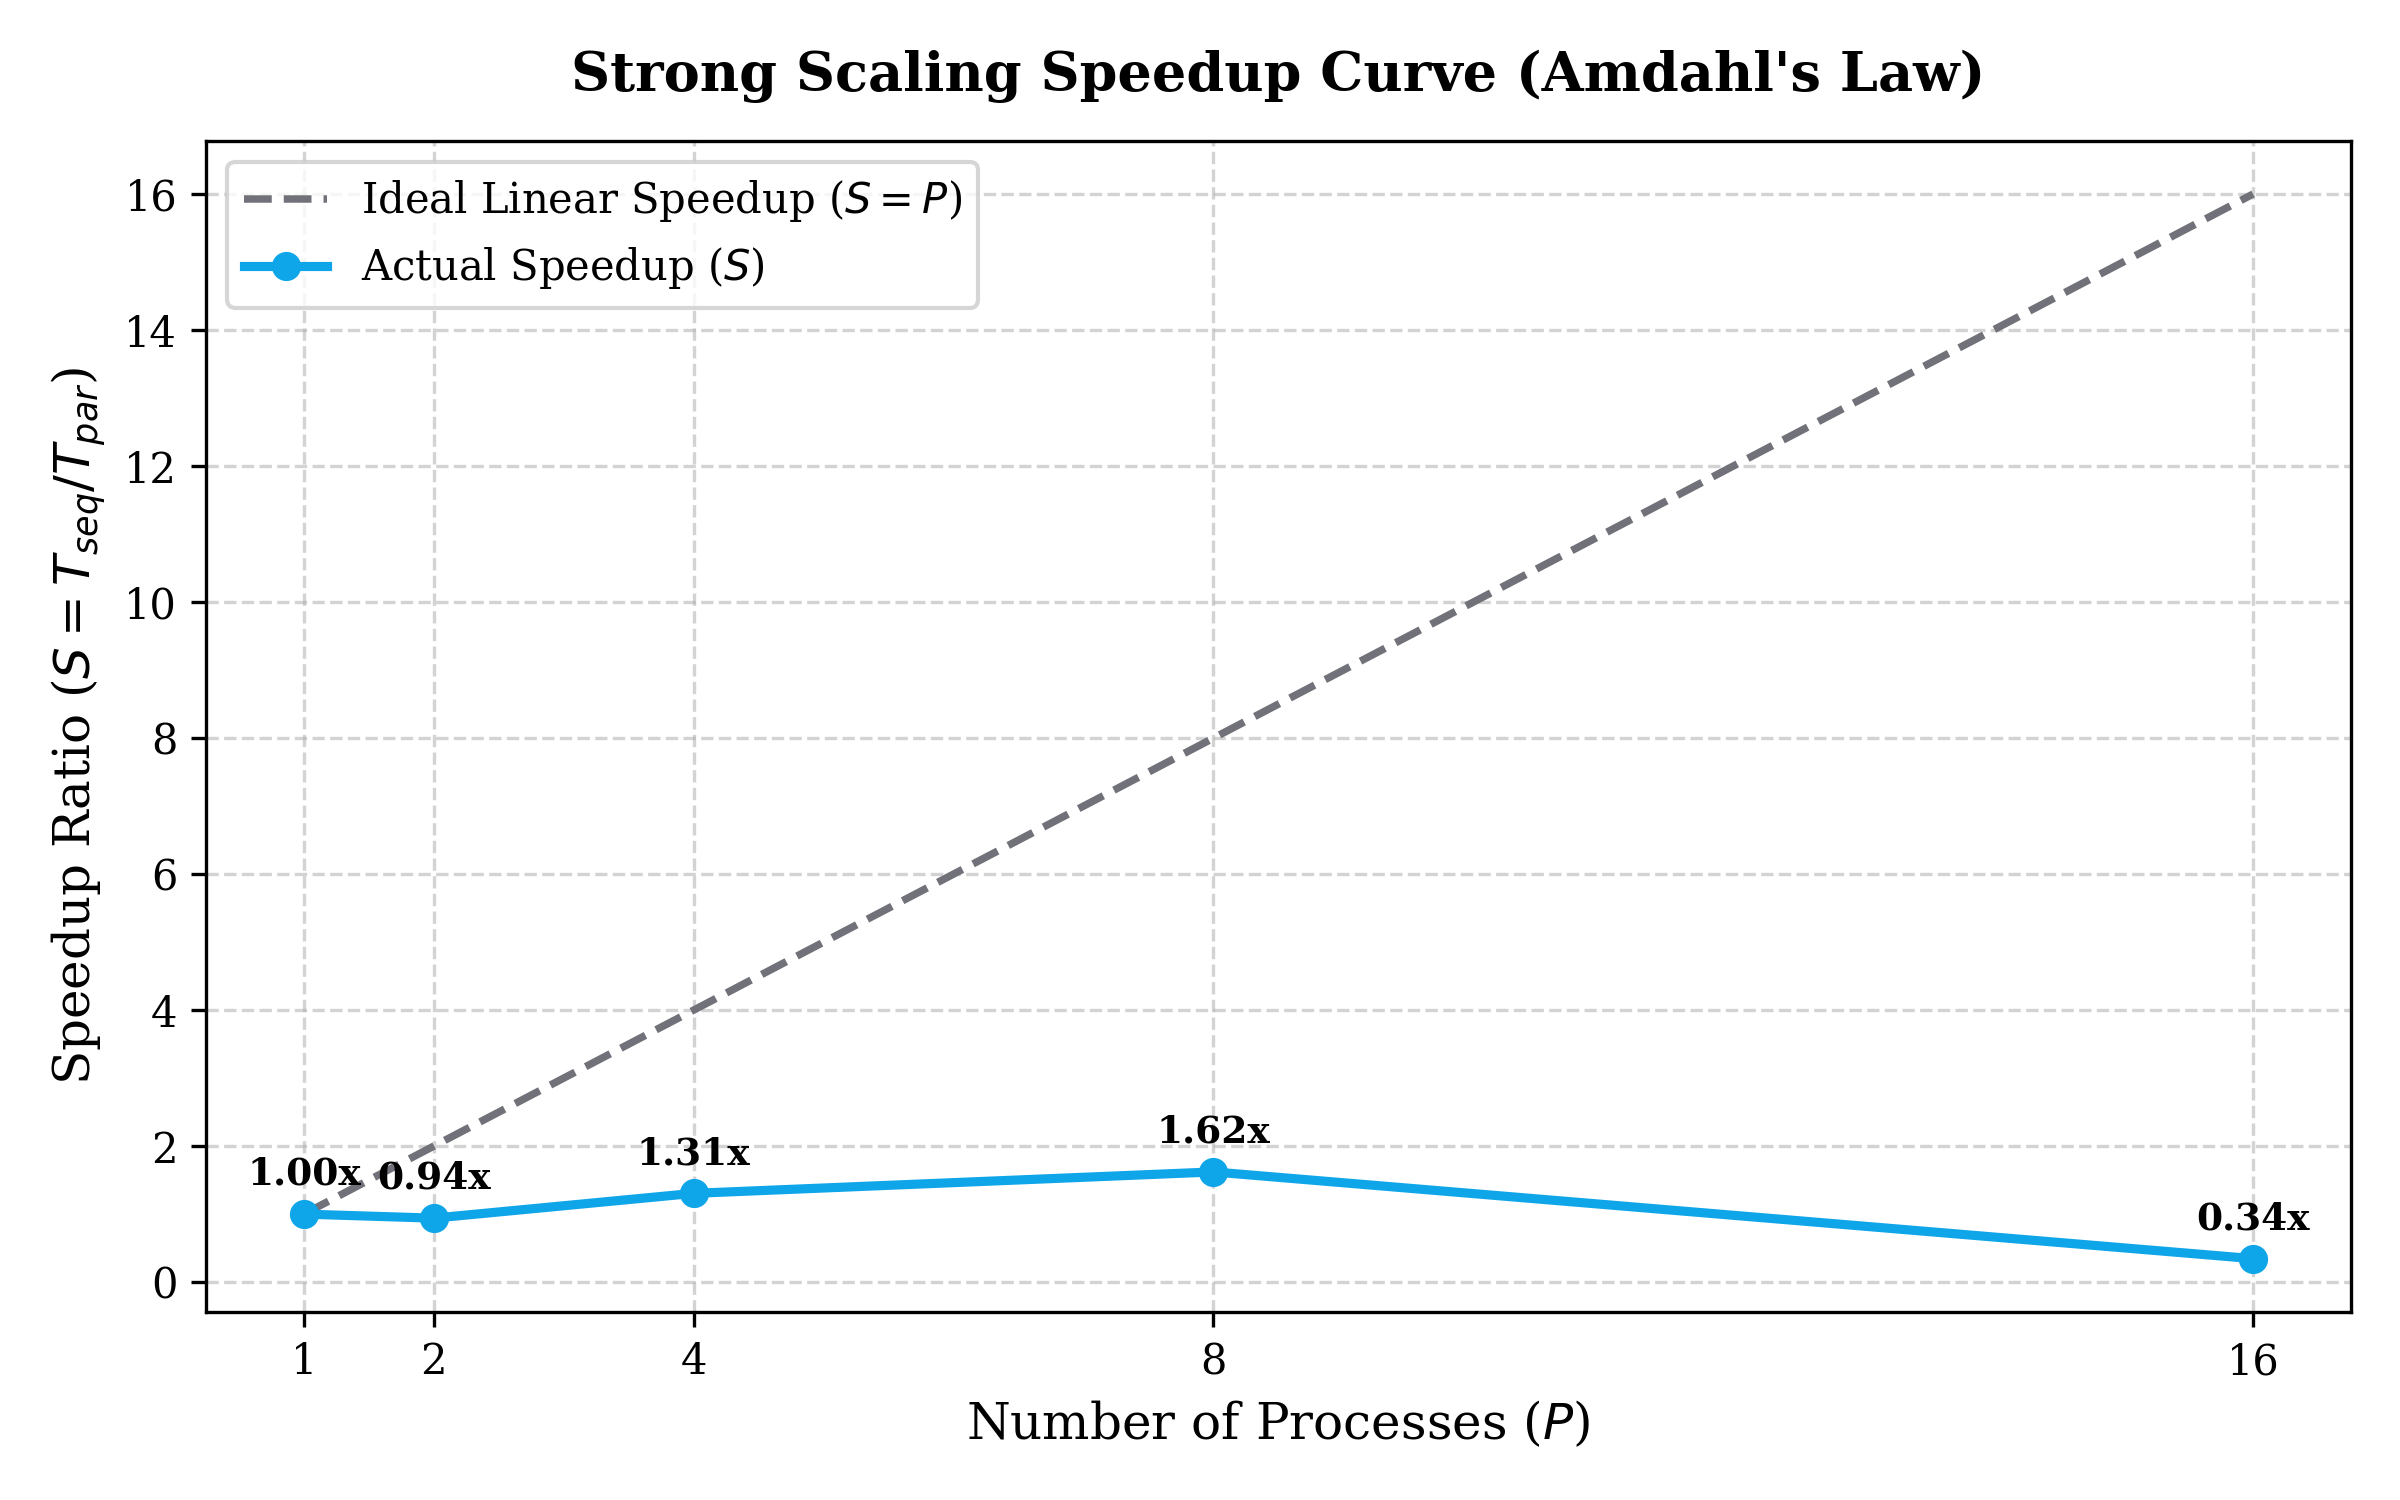 Strong Scaling Speedup Curve (Amdahl's Law)
Ideal Linear Speedup (S = P)
Actual Speedup (S)
Speedup Ratio (S = T_seq/T_par)
16
14
12
10
8
6
4
2
0
1.00x
0.94x
1.31x
1.62x
0.34x
1 2 4 8 16
Number of Processes (P)